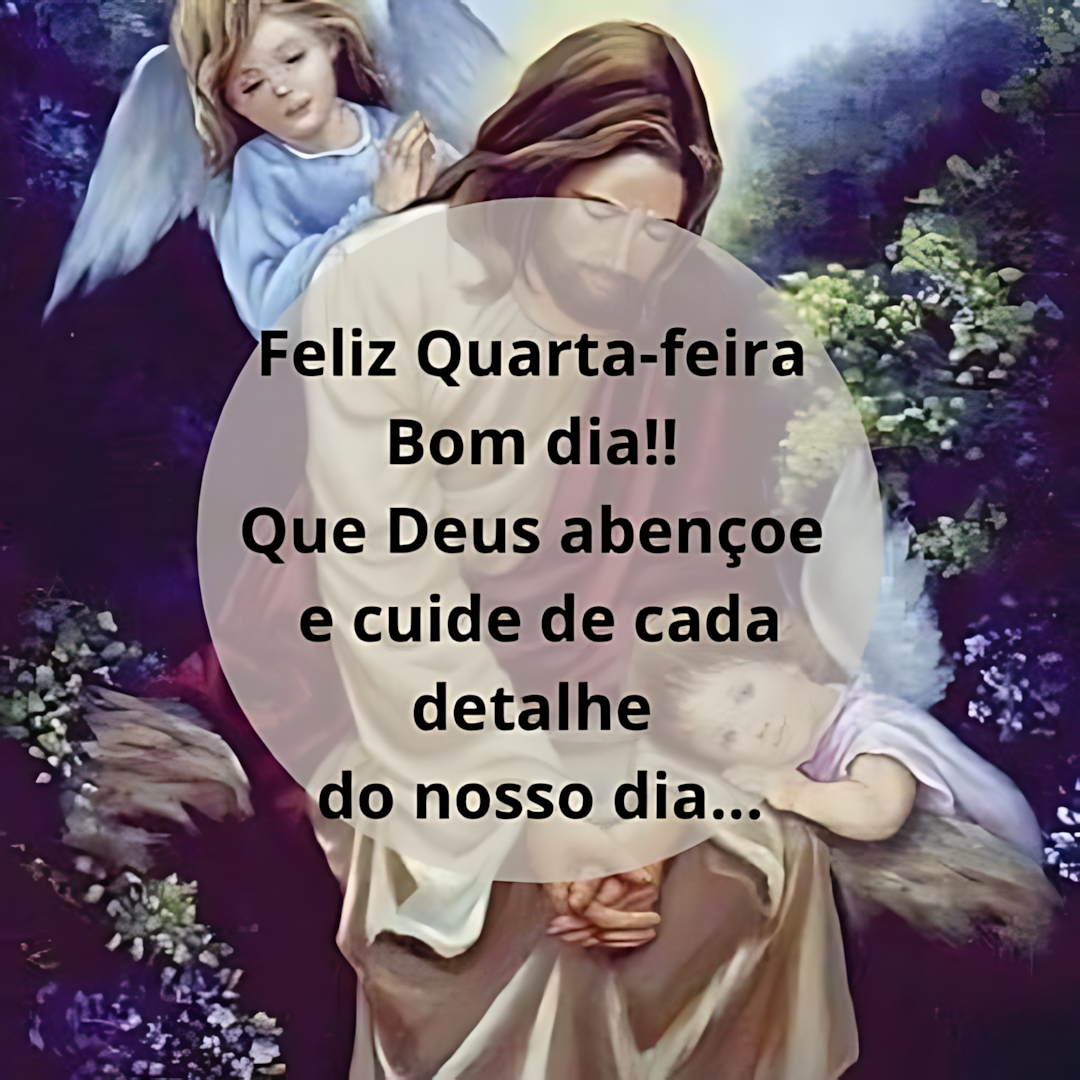 Feliz Quarta-feira
Bom dia!!
Que Deus abençoe
e cuide de cada
detalhe
do nosso dia...